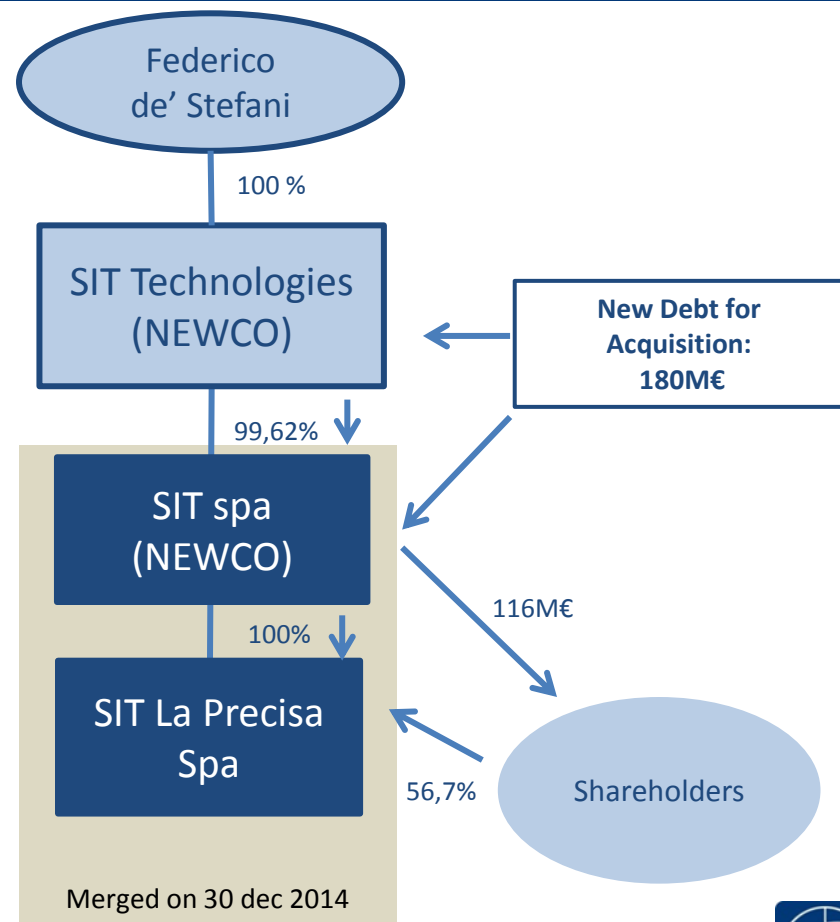 Federico
de’ Stefani
100 %
SIT Technologies
(NEWCO)
New Debt for
Acquisition:
180M€
99,62%
SIT spa
(NEWCO)
116M€
100%
SIT La Precisa
Spa
56,7%
Shareholders
Merged on 30 dec 2014